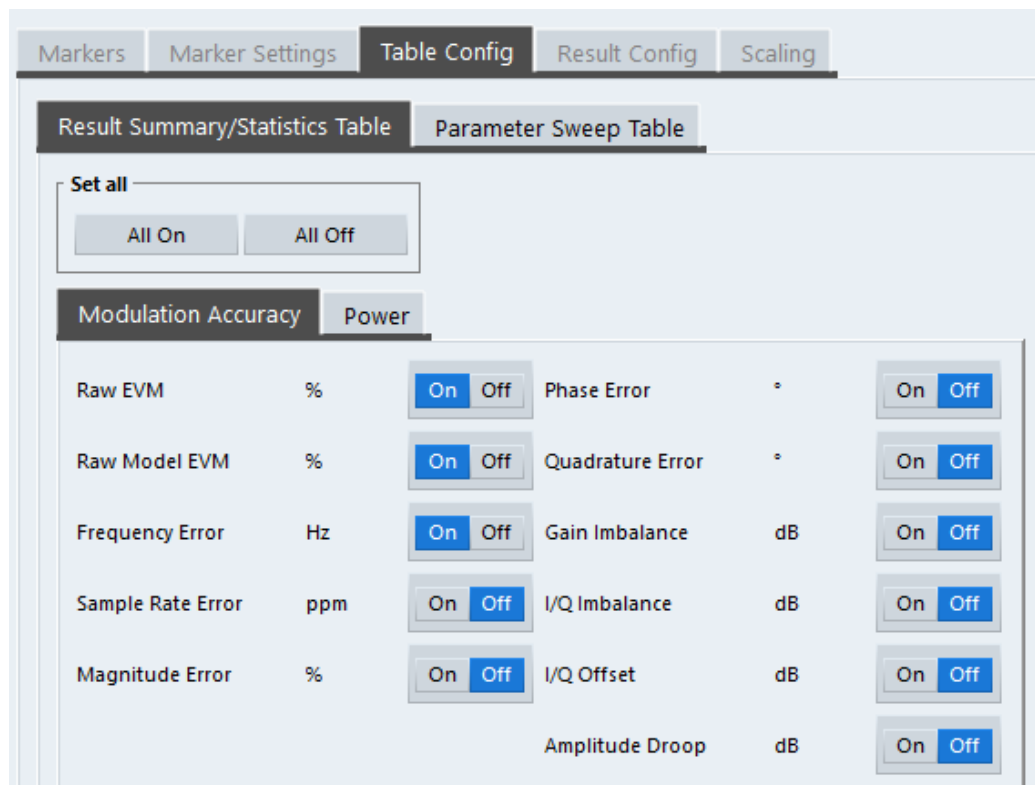 Markers Marker Settings Table Config Result Config Scaling
Result Summary/Statistics Table Parameter Sweep Table
Set all
All On All Off
Modulation Accuracy Power
Raw EVM % On Off Phase Error ° On Off
Raw Model EVM % On Off Quadrature Error ° On Off
Frequency Error Hz On Off Gain Imbalance dB On Off
Sample Rate Error ppm On Off I/Q Imbalance dB On Off
Magnitude Error % On Off I/Q Offset dB On Off
Amplitude Droop dB On Off